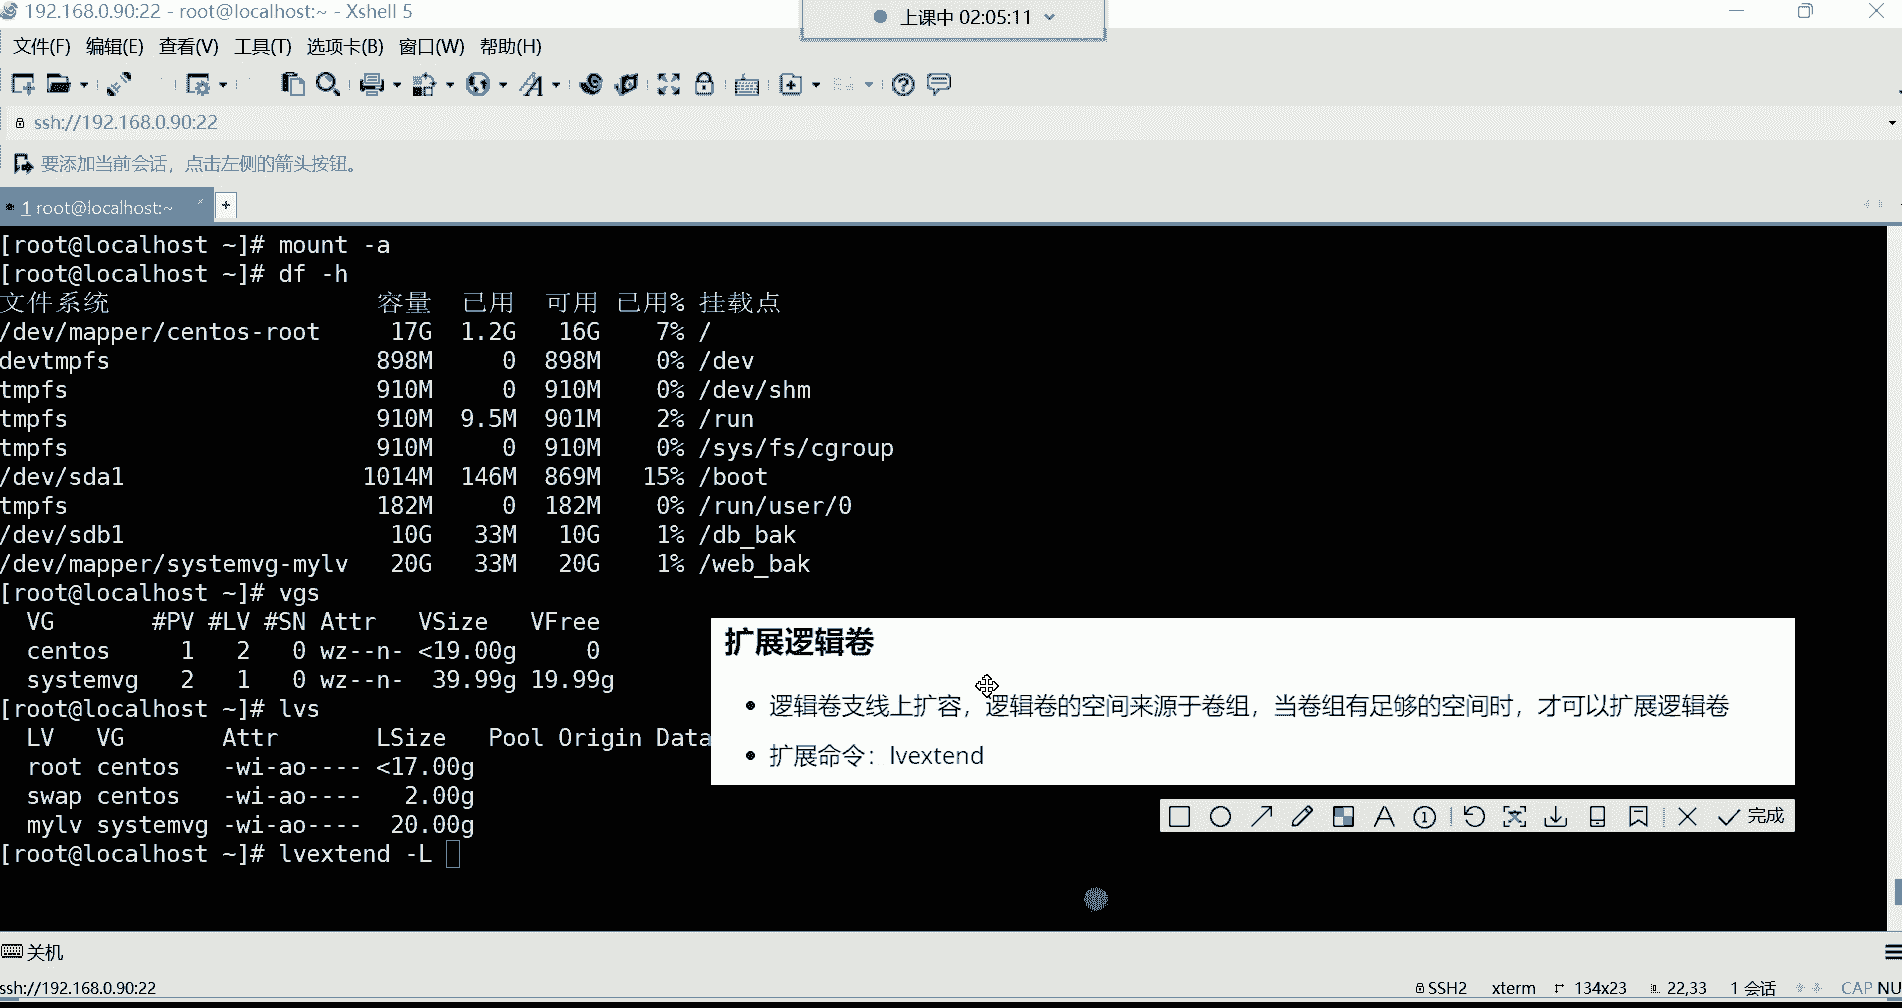 192.168.0.90:22 - root@localhost:~ - Xshell 5
上课中 02:05:11
文件(F) 编辑(E) 查看(V) 工具(T) 选项卡(B) 窗口(W) 帮助(H)
ssh://192.168.0.90:22
要添加当前会话，点击左侧的箭头按钮。
1 root@localhost:~
[root@localhost ~]# mount -a
[root@localhost ~]# df -h
文件系统 容量 已用 可用 已用% 挂载点
/dev/mapper/centos-root 17G 1.2G 16G 7% /
devtmpfs 898M 0 898M 0% /dev
tmpfs 910M 0 910M 0% /dev/shm
tmpfs 910M 9.5M 901M 2% /run
tmpfs 910M 0 910M 0% /sys/fs/cgroup
/dev/sda1 1014M 146M 869M 15% /boot
tmpfs 182M 0 182M 0% /run/user/0
/dev/sdb1 10G 33M 10G 1% /db_bak
/dev/mapper/systemvg-mylv 20G 33M 20G 1% /web_bak
[root@localhost ~]# vgs
VG #PV #LV #SN Attr VSize VFree
centos 1 2 0 wz--n- <19.00g 0
systemvg 2 1 0 wz--n- 39.99g 19.99g
[root@localhost ~]# lvs
LV VG Attr LSize Pool Origin Data
root centos -wi-ao---- <17.00g
swap centos -wi-ao---- 2.00g
mylv systemvg -wi-ao---- 20.00g
[root@localhost ~]# lvextend -L
扩展逻辑卷
• 逻辑卷支线上扩容，逻辑卷的空间来源于卷组，当卷组有足够的空间时，才可以扩展逻辑卷
• 扩展命令：lvextend
完成
关机
ssh://192.168.0.90:22 SSH2 xterm 134x23 22,33 1 会话 CAP NU